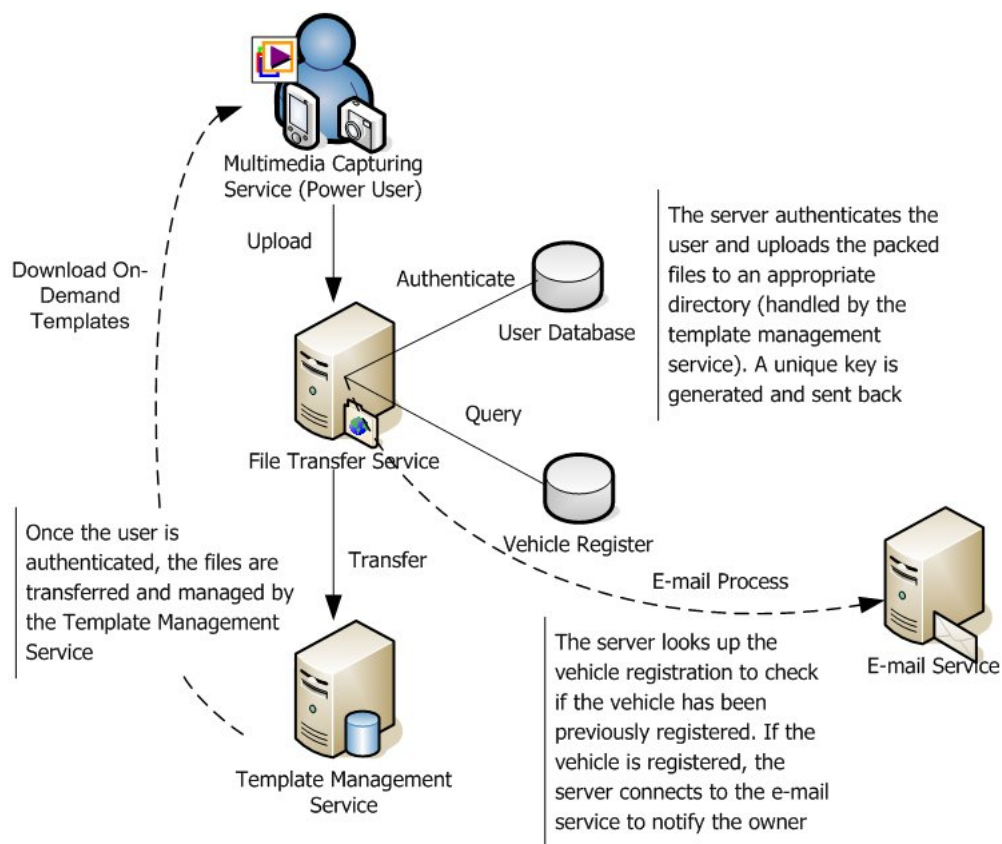 Multimedia Capturing
Service (Power User)
Upload
Download On-
Demand
Templates
Authenticate
User Database
The server authenticates the
user and uploads the packed
files to an appropriate
directory (handled by the
template management
service). A unique key is
generated and sent back
Query
File Transfer Service
Vehicle Register
Once the user is
authenticated, the files are
transferred and managed by
the Template Management
Service
Transfer
E-mail Process
E-mail Service
The server looks up the
vehicle registration to check
if the vehicle has been
previously registered. If the
vehicle is registered, the
server connects to the e-mail
service to notify the owner
Template Management
Service